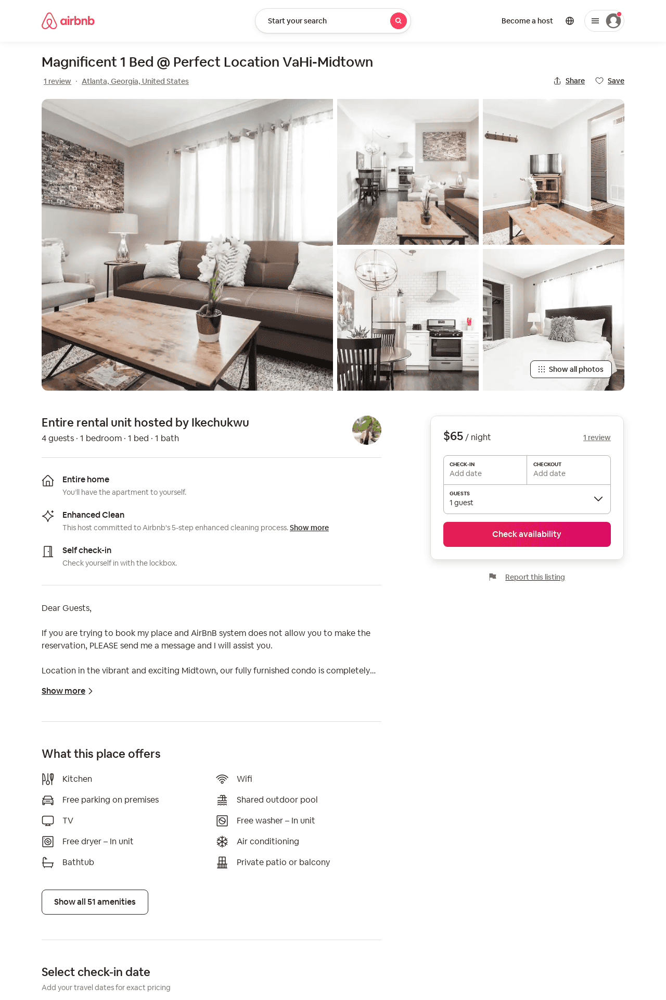 airbnb
Start your search
Become a host
Magnificent 1 Bed @ Perfect Location VaHi-Midtown
1 review · Atlanta, Georgia, United States
Share
Save
Show all photos
Entire rental unit hosted by Ikechukwu
4 guests · 1 bedroom · 1 bed · 1 bath
Entire home
You’ll have the apartment to yourself.
Enhanced Clean
This host committed to Airbnb's 5-step enhanced cleaning process. Show more
Self check-in
Check yourself in with the lockbox.
$65 / night
1 review
CHECK-IN
Add date
CHECKOUT
Add date
GUESTS
1 guest
Check availability
Report this listing
Dear Guests,
If you are trying to book my place and AirBnB system does not allow you to make the
reservation, PLEASE send me a message and I will assist you.
Location in the vibrant and exciting Midtown, our fully furnished condo is completely…
Show more
What this place offers
Kitchen
Wifi
Free parking on premises
Shared outdoor pool
TV
Free washer – In unit
Free dryer – In unit
Air conditioning
Bathtub
Private patio or balcony
Show all 51 amenities
Select check-in date
Add your travel dates for exact pricing